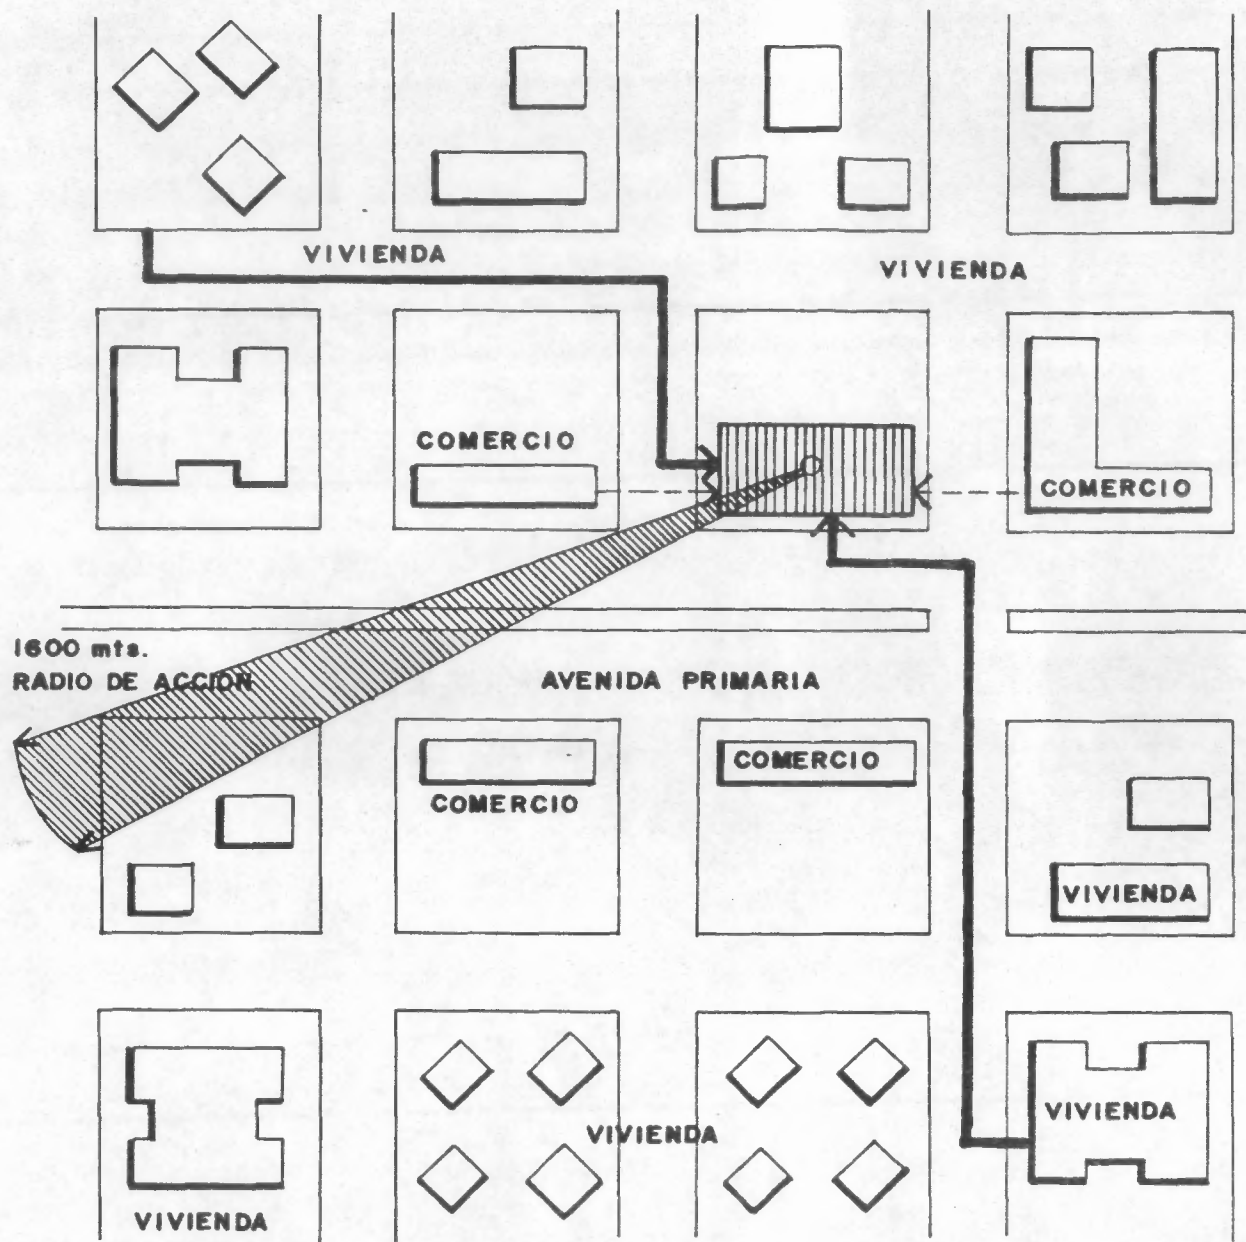 VIVIENDA
VIVIENDA
COMERCIO
COMERCIO
1600 mts.
RADIO DE ACCION
AVENIDA PRIMARIA
COMERCIO
COMERCIO
VIVIENDA
VIVIENDA
VIVIENDA
VIVIENDA